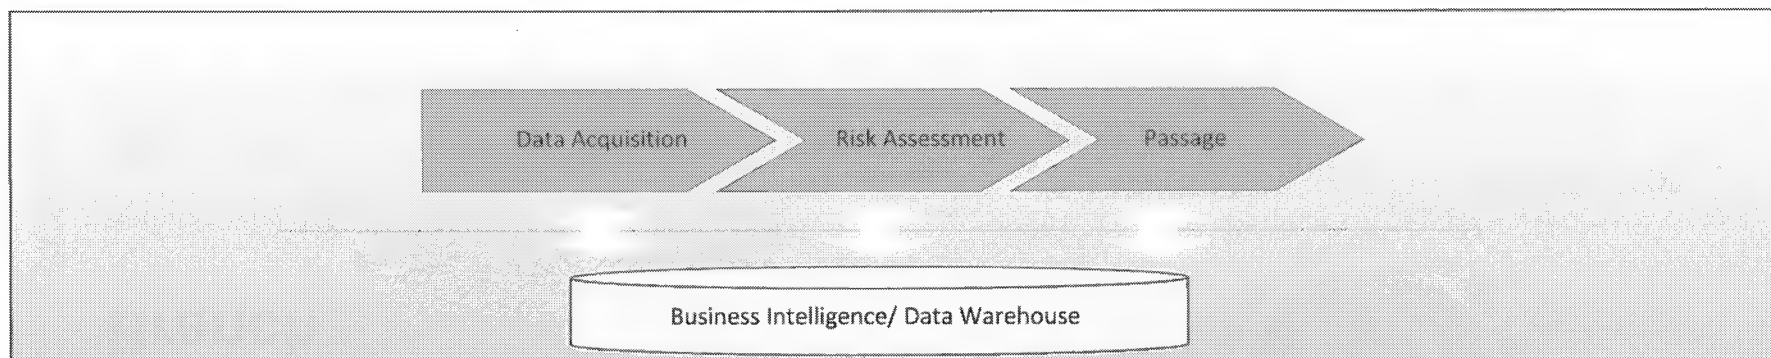 Data Acquisition
Risk Assessment
Passage
Business Intelligence/ Data Warehouse